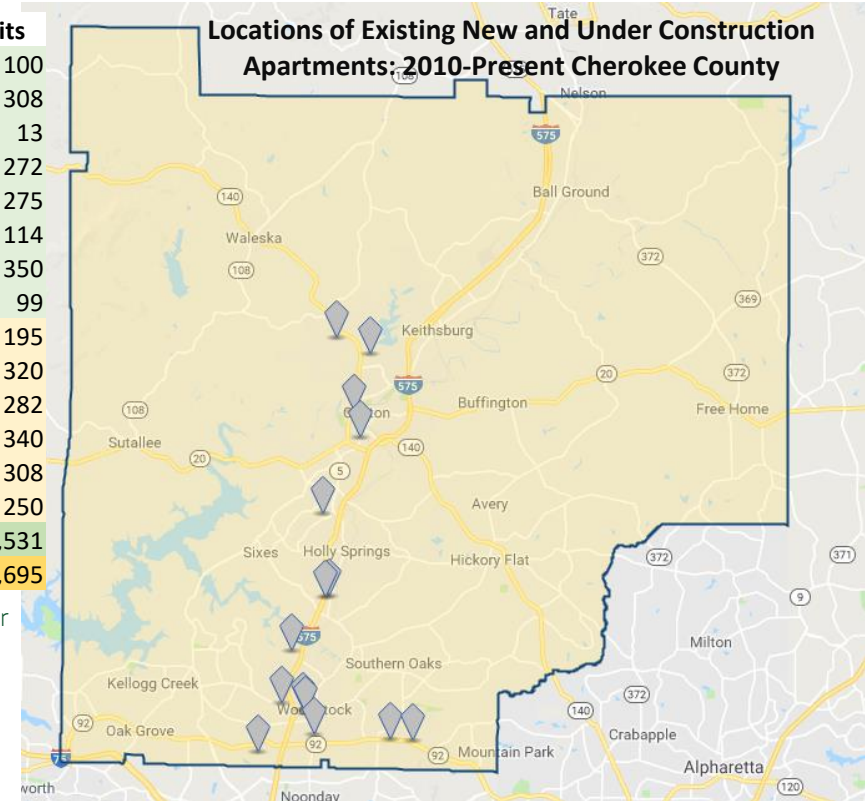 its
100
308
13
272
275
114
350
99
195
320
282
340
308
250
,531
,695
r
Locations of Existing New and Under Construction
Apartments: 2010-Present Cherokee County
Tate
108
Nelson
575
Ball Ground
140
Waleska
108
372
369
Keithsburg
575
20
372
108
Buffington
Free Home
Sutallee
140
20
5
Avery
Sixes
Holly Springs
Hickory Flat
372
371
9
575
Milton
Southern Oaks
Kellogg Creek
372
140
92
Oak Grove
92
Crabapple
92
Mountain Park
75
Alpharetta
worth
Noonday
120